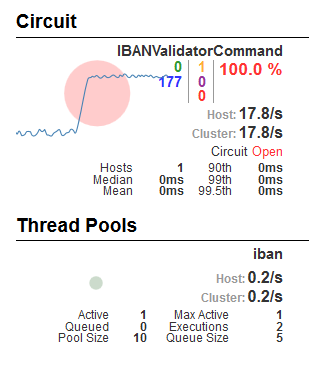 Circuit
IBANValidatorCommand
0 1 100.0 %
177 0
0
Host: 17.8/s
Cluster: 17.8/s
Circuit Open
Hosts 1 90th 0ms
Median 0ms 99th 0ms
Mean 0ms 99.5th 0ms
Thread Pools
iban
Host: 0.2/s
Cluster: 0.2/s
Active 1 Max Active 1
Queued 0 Executions 2
Pool Size 10 Queue Size 5